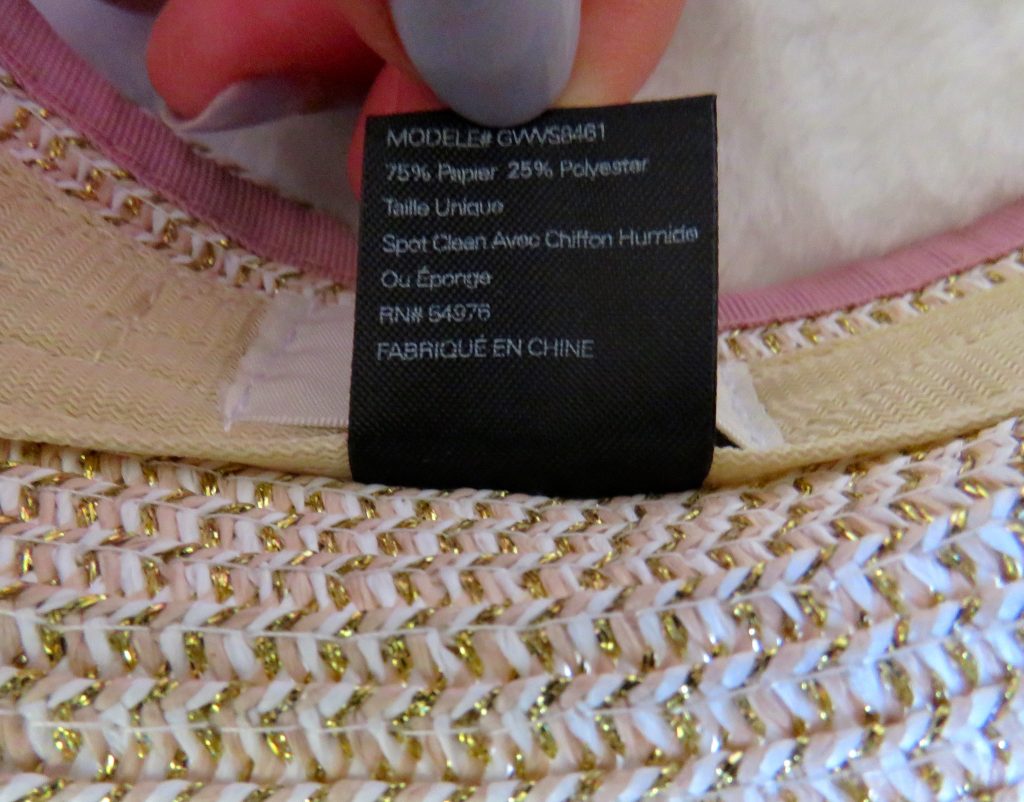 MODELE# GWVS8461
75% Papier 25% Polyester
Taille Unique
Spot Clean Avec Chiffon Humide
Ou Éponge
RN# 54976
FABRIQUÉ EN CHINE